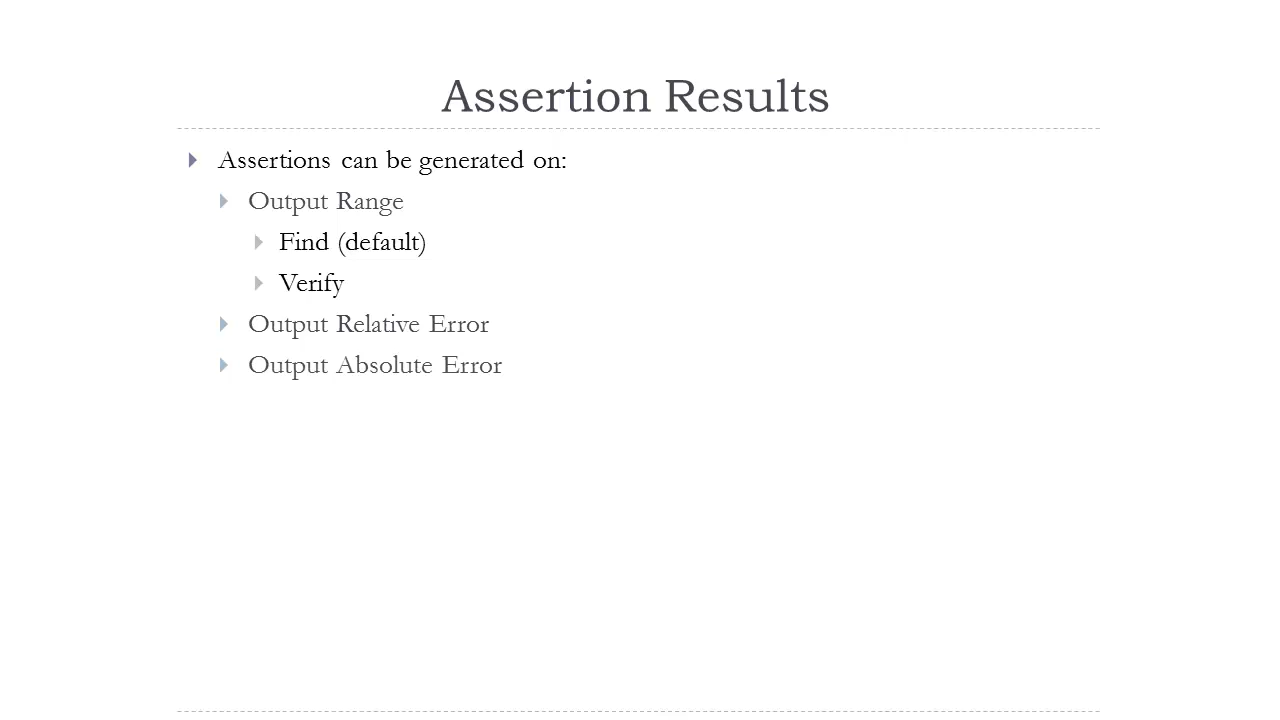 Assertion Results
Assertions can be generated on:
Output Range
Find (default)
Verify
Output Relative Error
Output Absolute Error